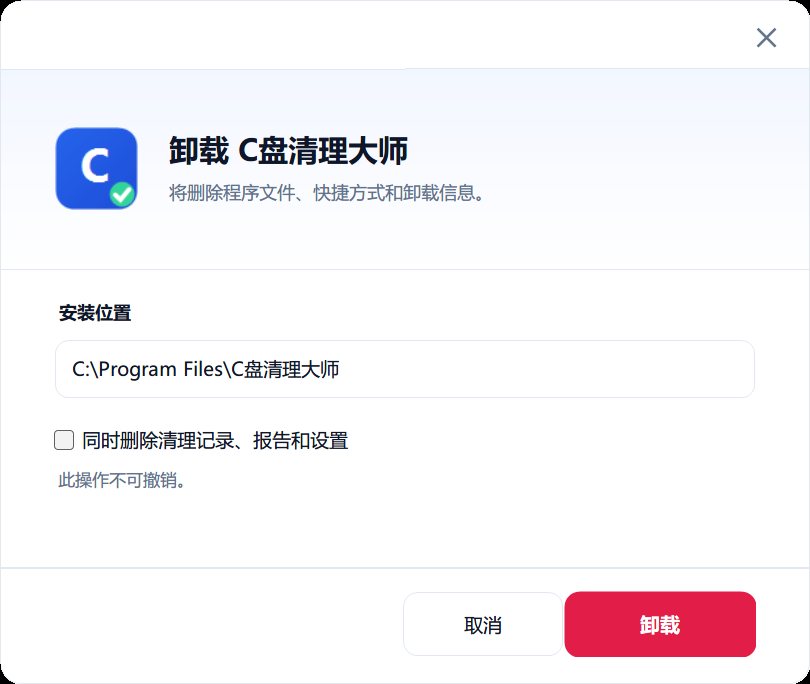 C
卸载 C盘清理大师
将删除程序文件、快捷方式和卸载信息。
安装位置
C:\Program Files\C盘清理大师
同时删除清理记录、报告和设置
此操作不可撤销。
取消
卸载